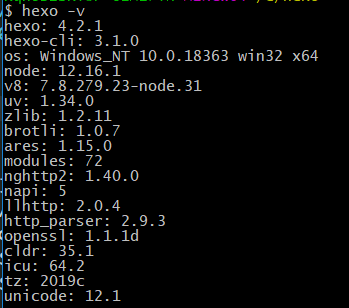 $ hexo -v
hexo: 4.2.1
hexo-cli: 3.1.0
os: Windows_NT 10.0.18363 win32 x64
node: 12.16.1
v8: 7.8.279.23-node.31
uv: 1.34.0
zlib: 1.2.11
brotli: 1.0.7
ares: 1.15.0
modules: 72
nghttp2: 1.40.0
napi: 5
llhttp: 2.0.4
http_parser: 2.9.3
openssl: 1.1.1d
cldr: 35.1
icu: 64.2
tz: 2019c
unicode: 12.1